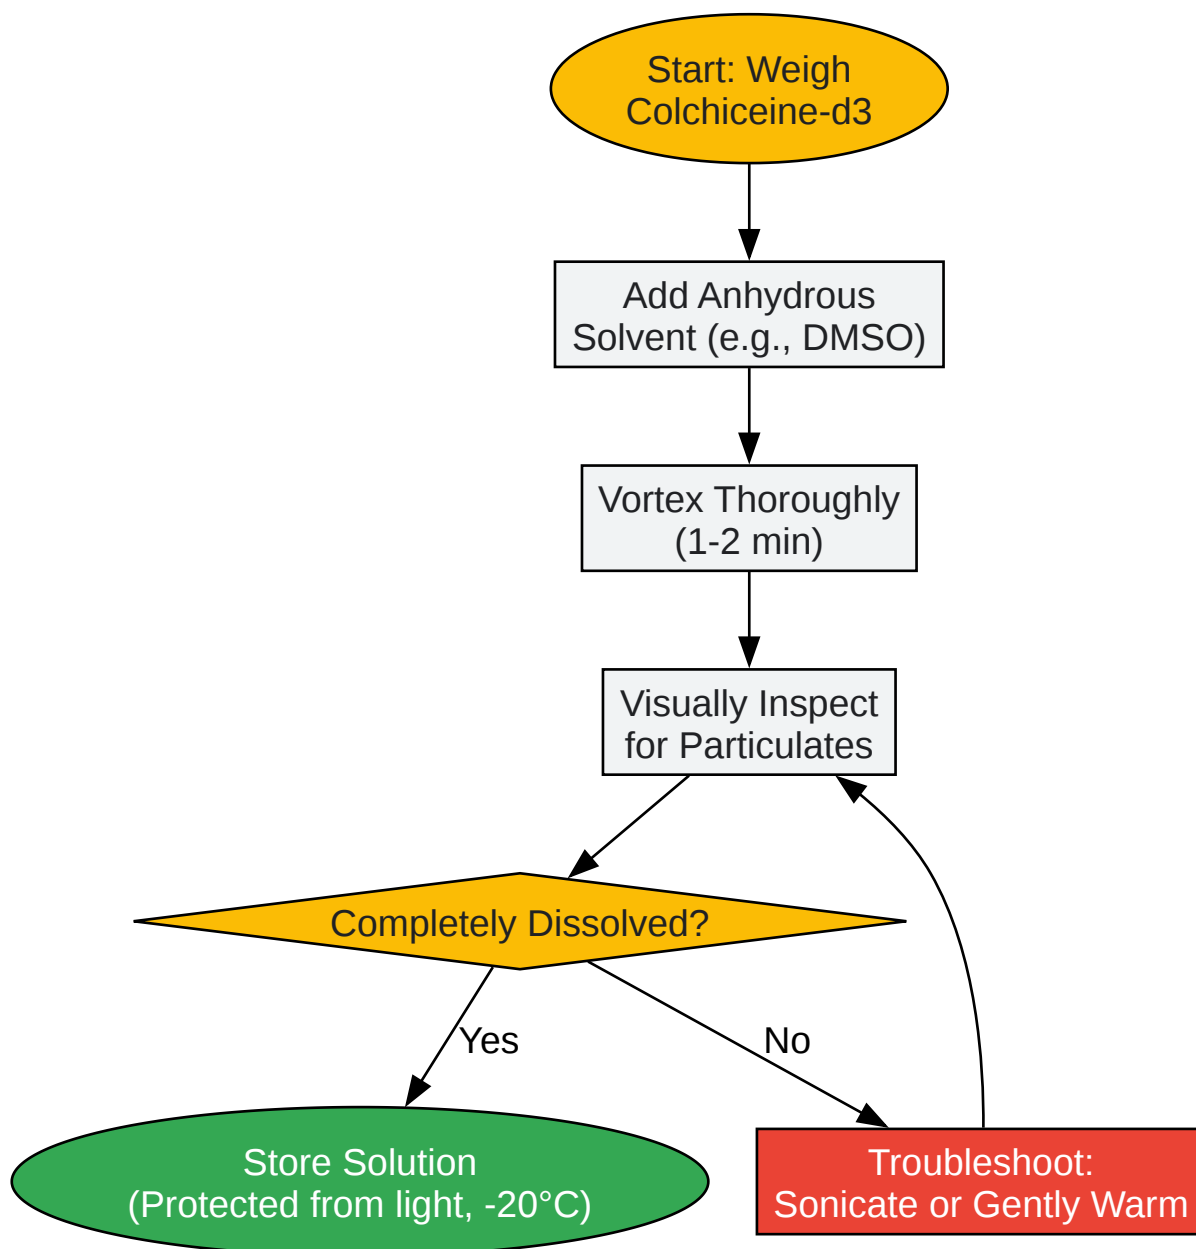 Start: Weigh
Colchiceine-d3
Add Anhydrous
Solvent (e.g., DMSO)
Vortex Thoroughly
(1-2 min)
Visually Inspect
for Particulates
Completely Dissolved?
Yes
No
Store Solution
(Protected from light, -20°C)
Troubleshoot:
Sonicate or Gently Warm